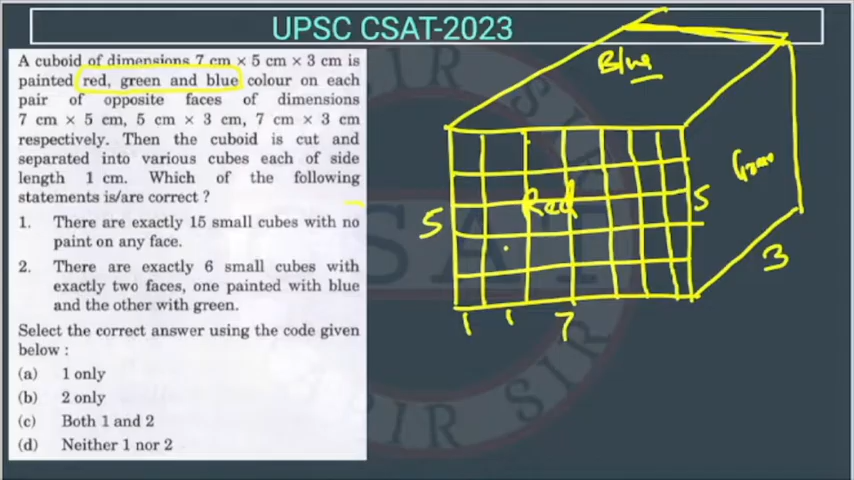 UPSC CSAT-2023
A cuboid of dimensions 7 cm × 5 cm × 3 cm is
painted red, green and blue colour on each
pair of opposite faces of dimensions
7 cm × 5 cm, 5 cm × 3 cm, 7 cm × 3 cm
respectively. Then the cuboid is cut and
separated into various cubes each of side
length 1 cm. Which of the following
statements is/are correct ?
1. There are exactly 15 small cubes with no
paint on any face.
2. There are exactly 6 small cubes with
exactly two faces, one painted with blue
and the other with green.
Select the correct answer using the code given
below :
(a) 1 only
(b) 2 only
(c) Both 1 and 2
(d) Neither 1 nor 2
Blue
Red
5
5
3
1 1 7